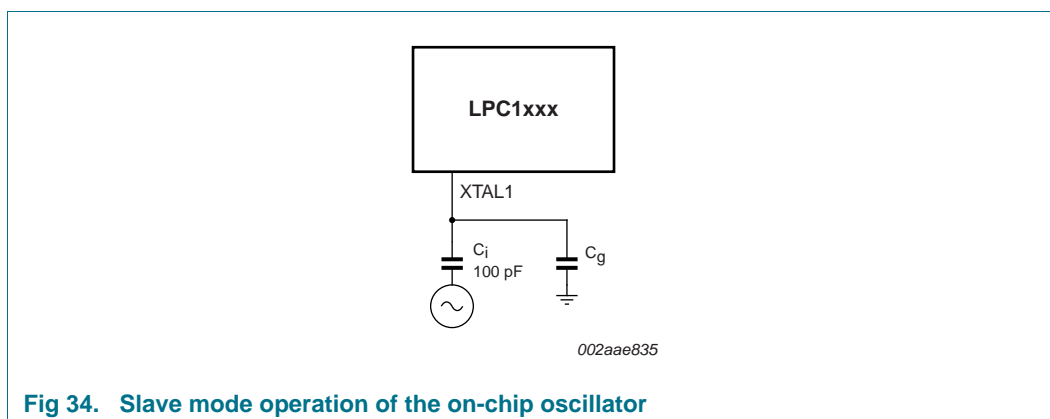 LPC1xxx
XTAL1
Ci
100 pF
Cg
002aae835
Fig 34. Slave mode operation of the on-chip oscillator